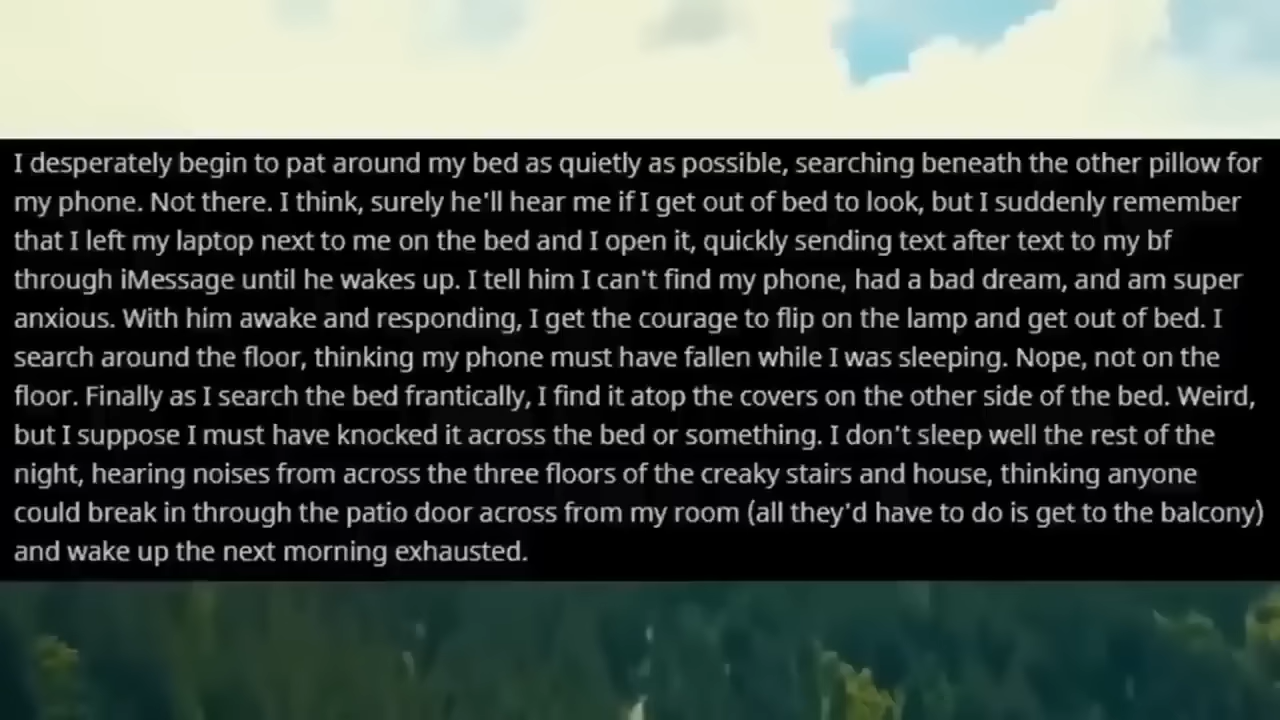 I desperately begin to pat around my bed as quietly as possible, searching beneath the other pillow for
my phone. Not there. I think, surely he'll hear me if I get out of bed to look, but I suddenly remember
that I left my laptop next to me on the bed and I open it, quickly sending text after text to my bf
through iMessage until he wakes up. I tell him I can't find my phone, had a bad dream, and am super
anxious. With him awake and responding, I get the courage to flip on the lamp and get out of bed. I
search around the floor, thinking my phone must have fallen while I was sleeping. Nope, not on the
floor. Finally as I search the bed frantically, I find it atop the covers on the other side of the bed. Weird,
but I suppose I must have knocked it across the bed or something. I don't sleep well the rest of the
night, hearing noises from across the three floors of the creaky stairs and house, thinking anyone
could break in through the patio door across from my room (all they'd have to do is get to the balcony)
and wake up the next morning exhausted.